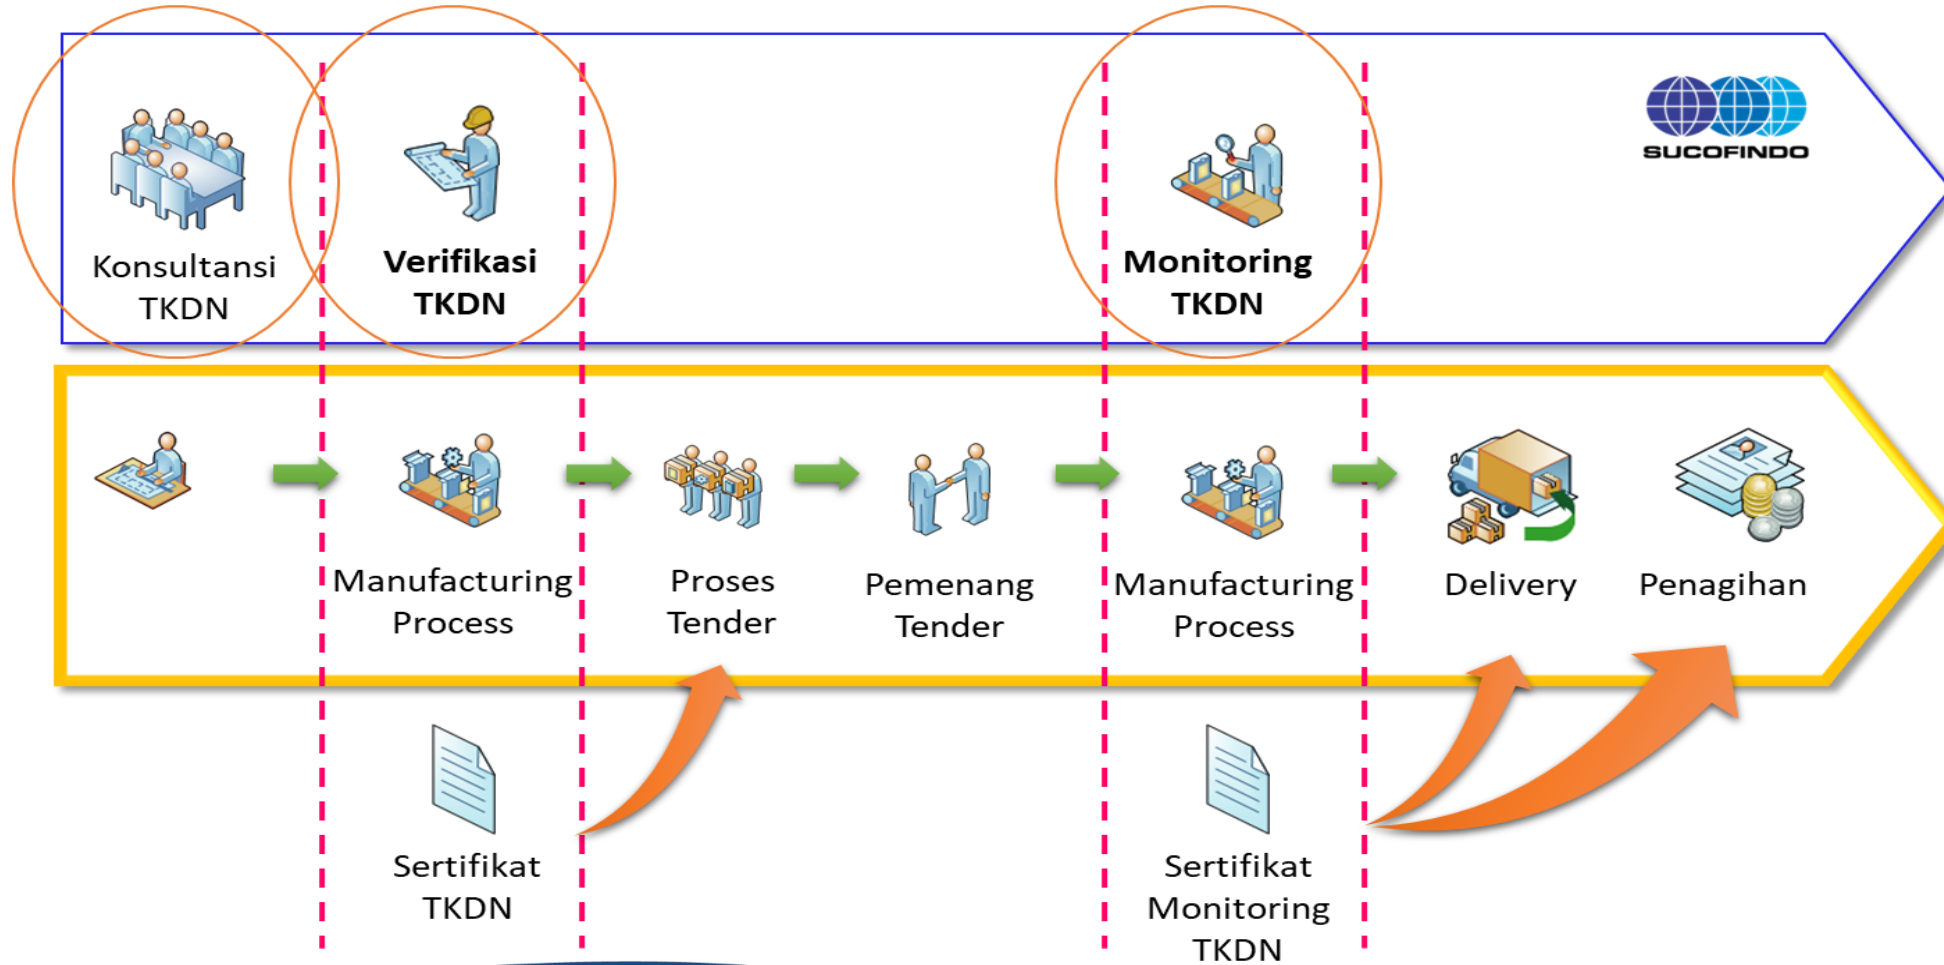 SUCOFINDO
Konsultansi
TKDN
Verifikasi
TKDN
Monitoring
TKDN
Manufacturing
Process
Proses
Tender
Pemenang
Tender
Manufacturing
Process
Delivery
Penagihan
Sertifikat
TKDN
Sertifikat
Monitoring
TKDN